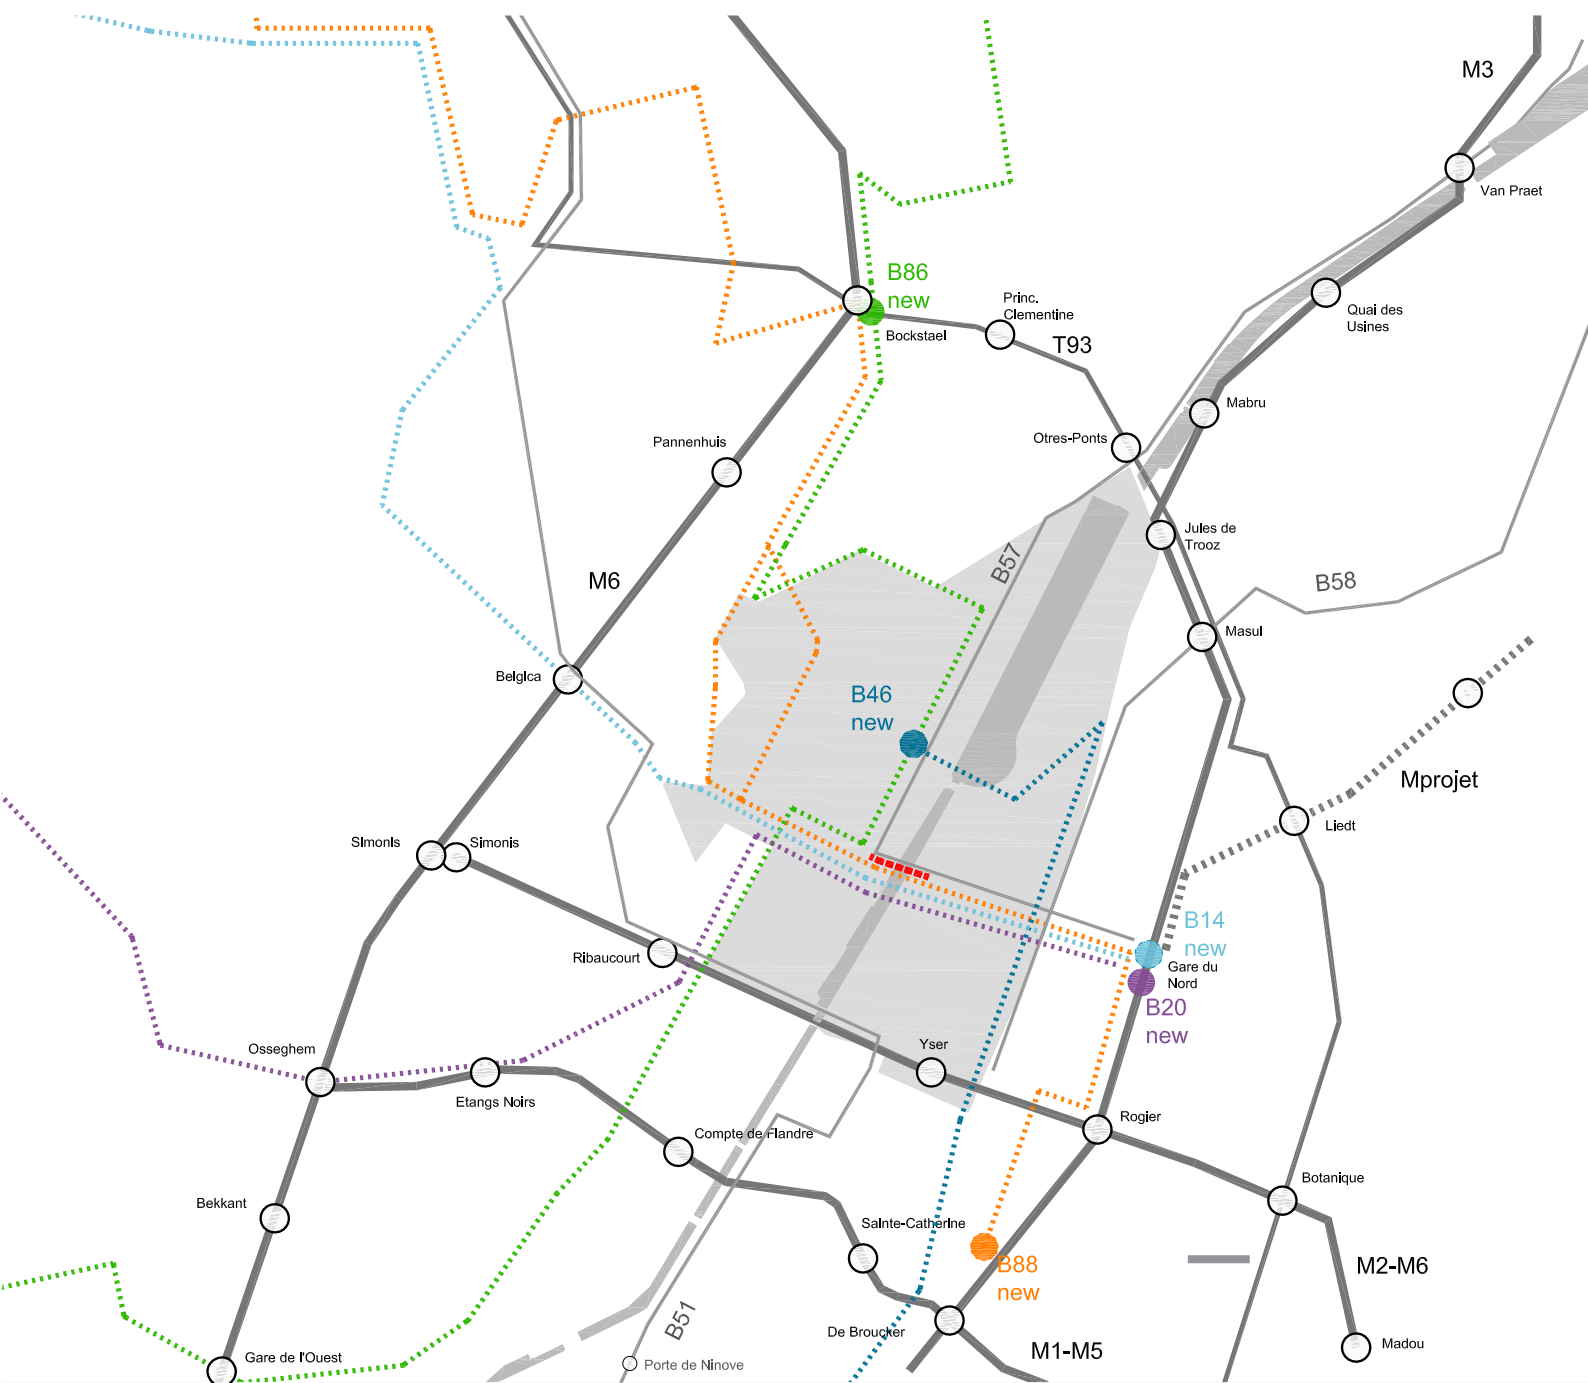 M3
Van Praet
B86
new
Princ.
Clementine
Quai des
Usines
Bockstael
T93
Mabru
Otres-Ponts
Pannenhuis
Jules de
Trooz
B57
M6
B58
Masul
Belgica
B46
new
Mprojet
Liedt
SImonIs
Simonis
B14
new
Ribaucourt
Gare du
Nord
B20
new
Osseghem
Yser
Etangs Noirs
Rogier
Compte de Flandre
Botanique
Bekkant
Sainte-Catherine
B88
new
M2-M6
B51
De Broucker
M1-M5
Madou
Gare de l'Ouest
Porte de Ninove